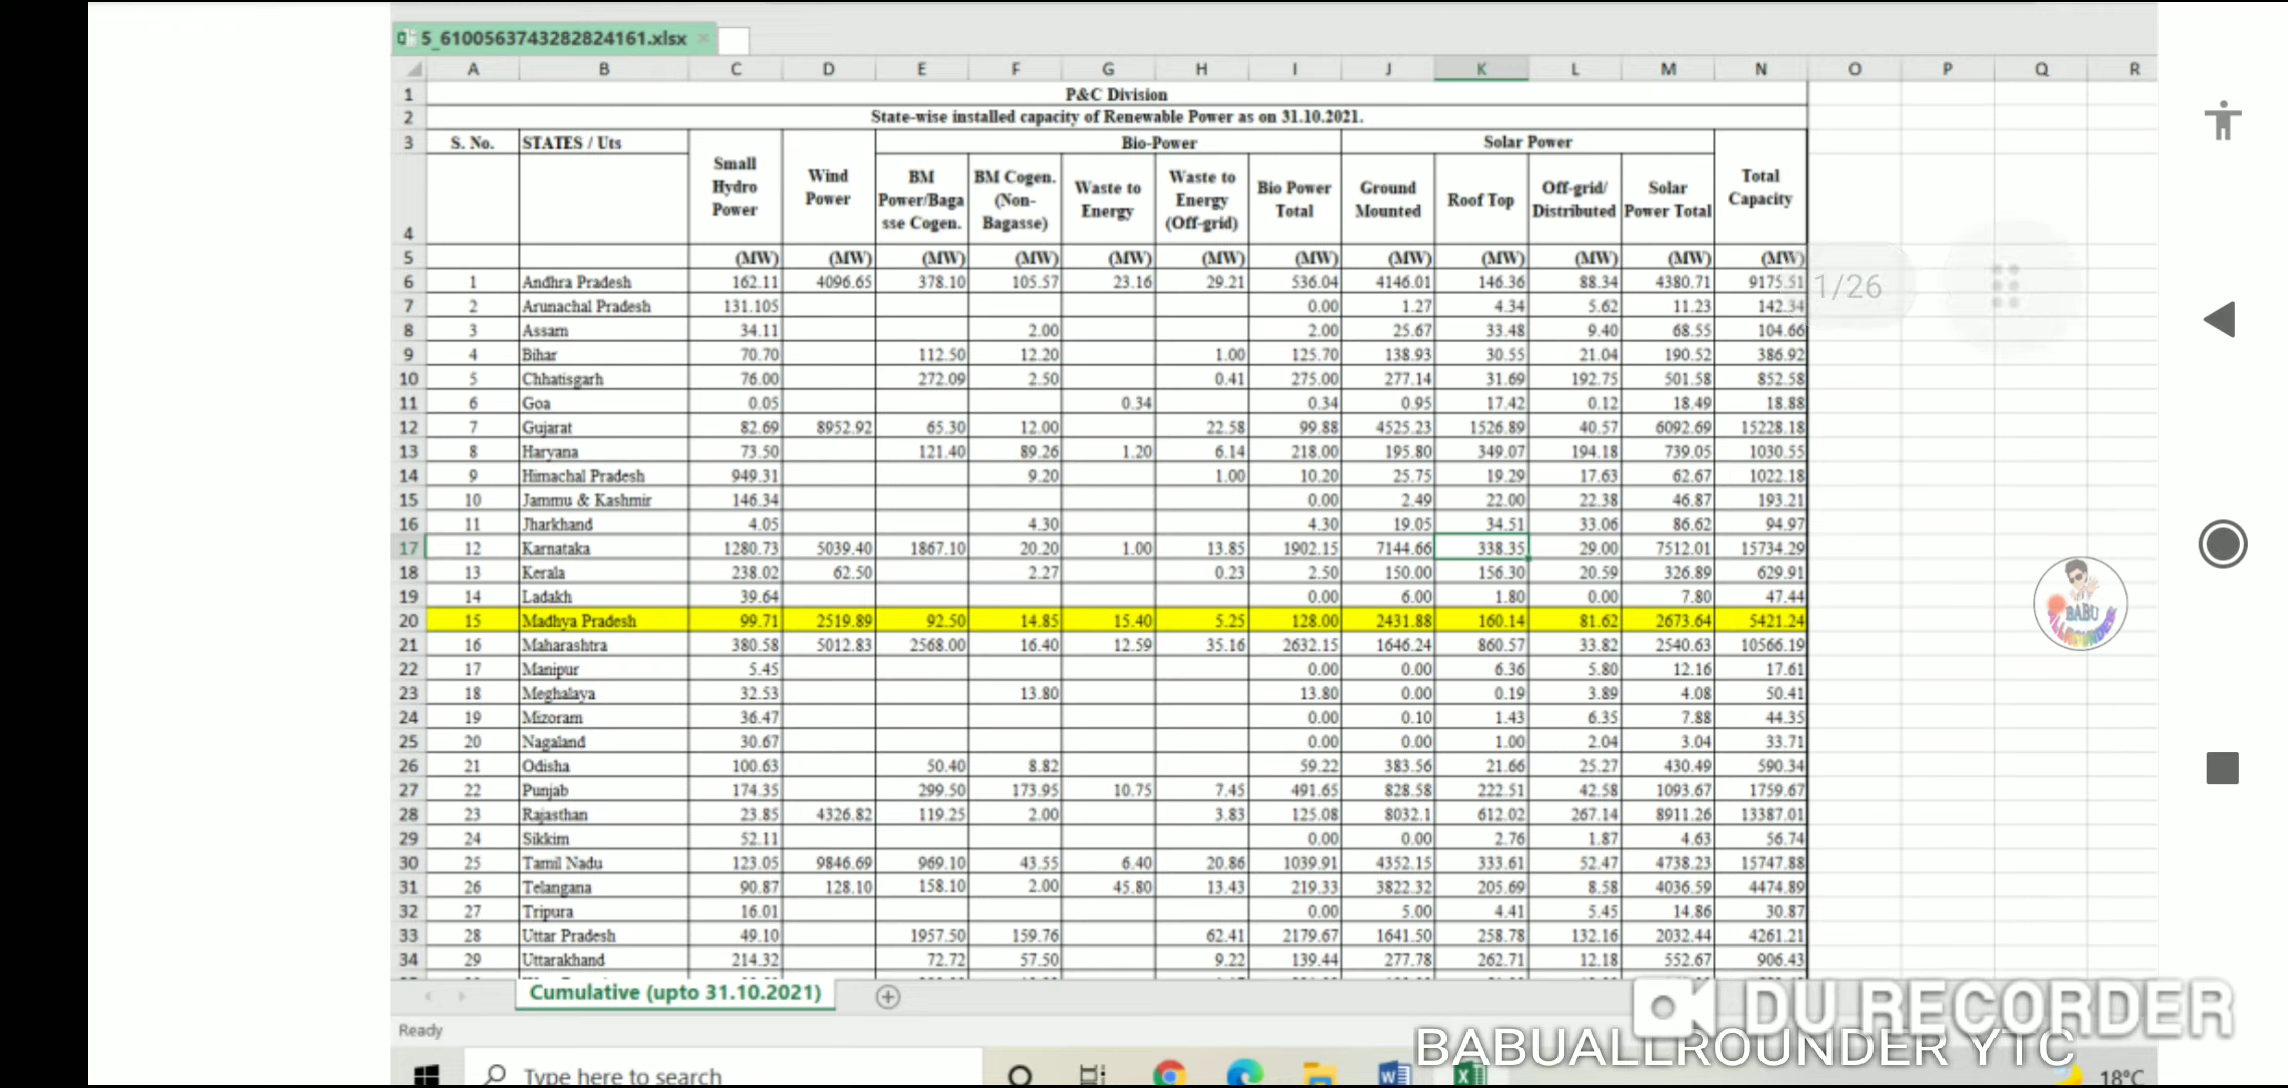 5_6100563743282824161.xlsx
A B C D E F G H I J K L M N O P Q R
1 P&C Division
2 State-wise installed capacity of Renewable Power as on 31.10.2021.
3 S. No. STATES / Uts Small Hydro Power Wind Power Bio-Power Solar Power Total Capacity
4 BM Power/Bagasse Cogen. BM Cogen. (Non-Bagasse) Waste to Energy Waste to Energy (Off-grid) Bio Power Total Ground Mounted Roof Top Off-grid/ Distributed Solar Power Total
5 (MW) (MW) (MW) (MW) (MW) (MW) (MW) (MW) (MW) (MW) (MW) (MW)
6 1 Andhra Pradesh 162.11 4096.65 378.10 105.57 23.16 29.21 536.04 4146.01 146.36 88.34 4380.71 9175.51
1/26
7 2 Arunachal Pradesh 131.105 0.00 1.27 4.34 5.62 11.23 142.34
8 3 Assam 34.11 2.00 2.00 25.67 33.48 9.40 68.55 104.66
9 4 Bihar 70.70 112.50 12.20 1.00 125.70 138.93 30.55 21.04 190.52 386.92
10 5 Chhatisgarh 76.00 272.09 2.50 0.41 275.00 277.14 31.69 192.75 501.58 852.58
11 6 Goa 0.05 0.34 0.34 0.95 17.42 0.12 18.49 18.88
12 7 Gujarat 82.69 8952.92 65.30 12.00 22.58 99.88 4525.23 1526.89 40.57 6092.69 15228.18
13 8 Haryana 73.50 121.40 89.26 1.20 6.14 218.00 195.80 349.07 194.18 739.05 1030.55
14 9 Himachal Pradesh 949.31 9.20 1.00 10.20 25.75 19.29 17.63 62.67 1022.18
15 10 Jammu & Kashmir 146.34 0.00 2.49 22.00 22.38 46.87 193.21
16 11 Jharkhand 4.05 4.30 4.30 19.05 34.51 33.06 86.62 94.97
17 12 Karnataka 1280.73 5039.40 1867.10 20.20 1.00 13.85 1902.15 7144.66 338.35 29.00 7512.01 15734.29
18 13 Kerala 238.02 62.50 2.27 0.23 2.50 150.00 156.30 20.59 326.89 629.91
19 14 Ladakh 39.64 0.00 6.00 1.80 0.00 7.80 47.44
20 15 Madhya Pradesh 99.71 2519.89 92.50 14.85 15.40 5.25 128.00 2431.88 160.14 81.62 2673.64 5421.24
BABU
21 16 Maharashtra 380.58 5012.83 2568.00 16.40 12.59 35.16 2632.15 1646.24 860.57 33.82 2540.63 10566.19
22 17 Manipur 5.45 0.00 0.00 6.36 5.80 12.16 17.61
23 18 Meghalaya 32.53 13.80 13.80 0.00 0.19 3.89 4.08 50.41
24 19 Mizoram 36.47 0.00 0.10 1.43 6.35 7.88 44.35
25 20 Nagaland 30.67 0.00 0.00 1.00 2.04 3.04 33.71
26 21 Odisha 100.63 50.40 8.82 59.22 383.56 21.66 25.27 430.49 590.34
27 22 Punjab 174.35 299.50 173.95 10.75 7.45 491.65 828.58 222.51 42.58 1093.67 1759.67
28 23 Rajasthan 23.85 4326.82 119.25 2.00 3.83 125.08 8032.1 612.02 267.14 8911.26 13387.01
29 24 Sikkim 52.11 0.00 0.00 2.76 1.87 4.63 56.74
30 25 Tamil Nadu 123.05 9846.69 969.10 43.55 6.40 20.86 1039.91 4352.15 333.61 52.47 4738.23 15747.88
31 26 Telangana 90.87 128.10 158.10 2.00 45.80 13.43 219.33 3822.32 205.69 8.58 4036.59 4474.89
32 27 Tripura 16.01 0.00 5.00 4.41 5.45 14.86 30.87
33 28 Uttar Pradesh 49.10 1957.50 159.76 62.41 2179.67 1641.50 258.78 132.16 2032.44 4261.21
34 29 Uttarakhand 214.32 72.72 57.50 9.22 139.44 277.78 262.71 12.18 552.67 906.43
Cumulative (upto 31.10.2021)
DU RECORDER
Ready
BABUALLROUNDER YTC
Type here to search
18°C